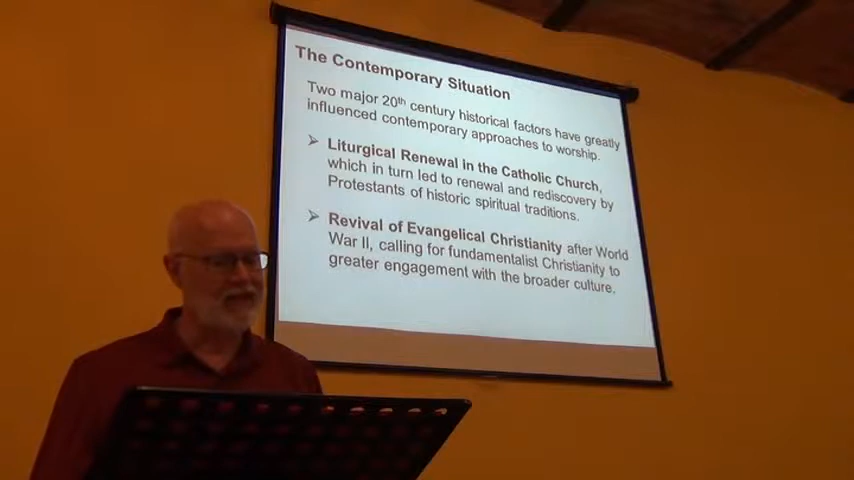 The Contemporary Situation
Two major 20th century historical factors have greatly
influenced contemporary approaches to worship.
➢ Liturgical Renewal in the Catholic Church,
which in turn led to renewal and rediscovery by
Protestants of historic spiritual traditions.
➢ Revival of Evangelical Christianity after World
War II, calling for fundamentalist Christianity to
greater engagement with the broader culture.